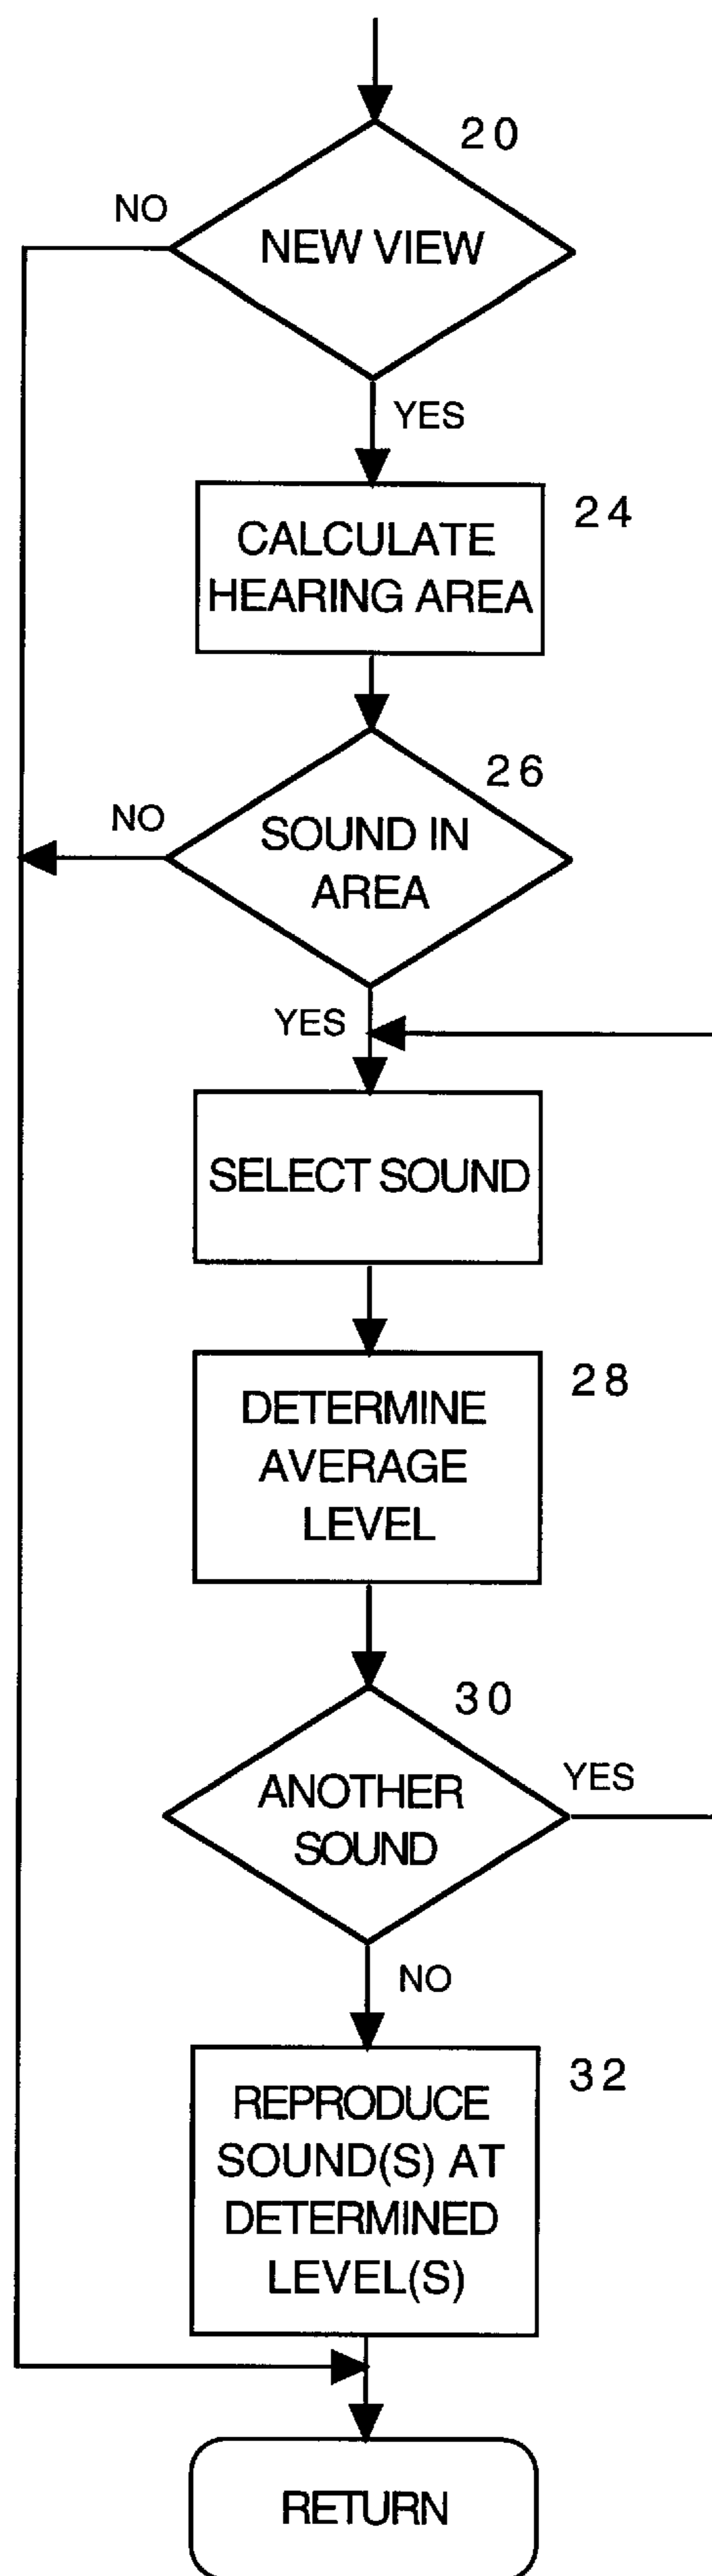 20
NO
NEW VIEW
YES
24
CALCULATE
HEARING AREA
26
NO
SOUND IN
AREA
YES
SELECT SOUND
28
DETERMINE
AVERAGE
LEVEL
30
YES
ANOTHER
SOUND
NO
32
REPRODUCE
SOUND(S) AT
DETERMINED
LEVEL(S)
RETURN